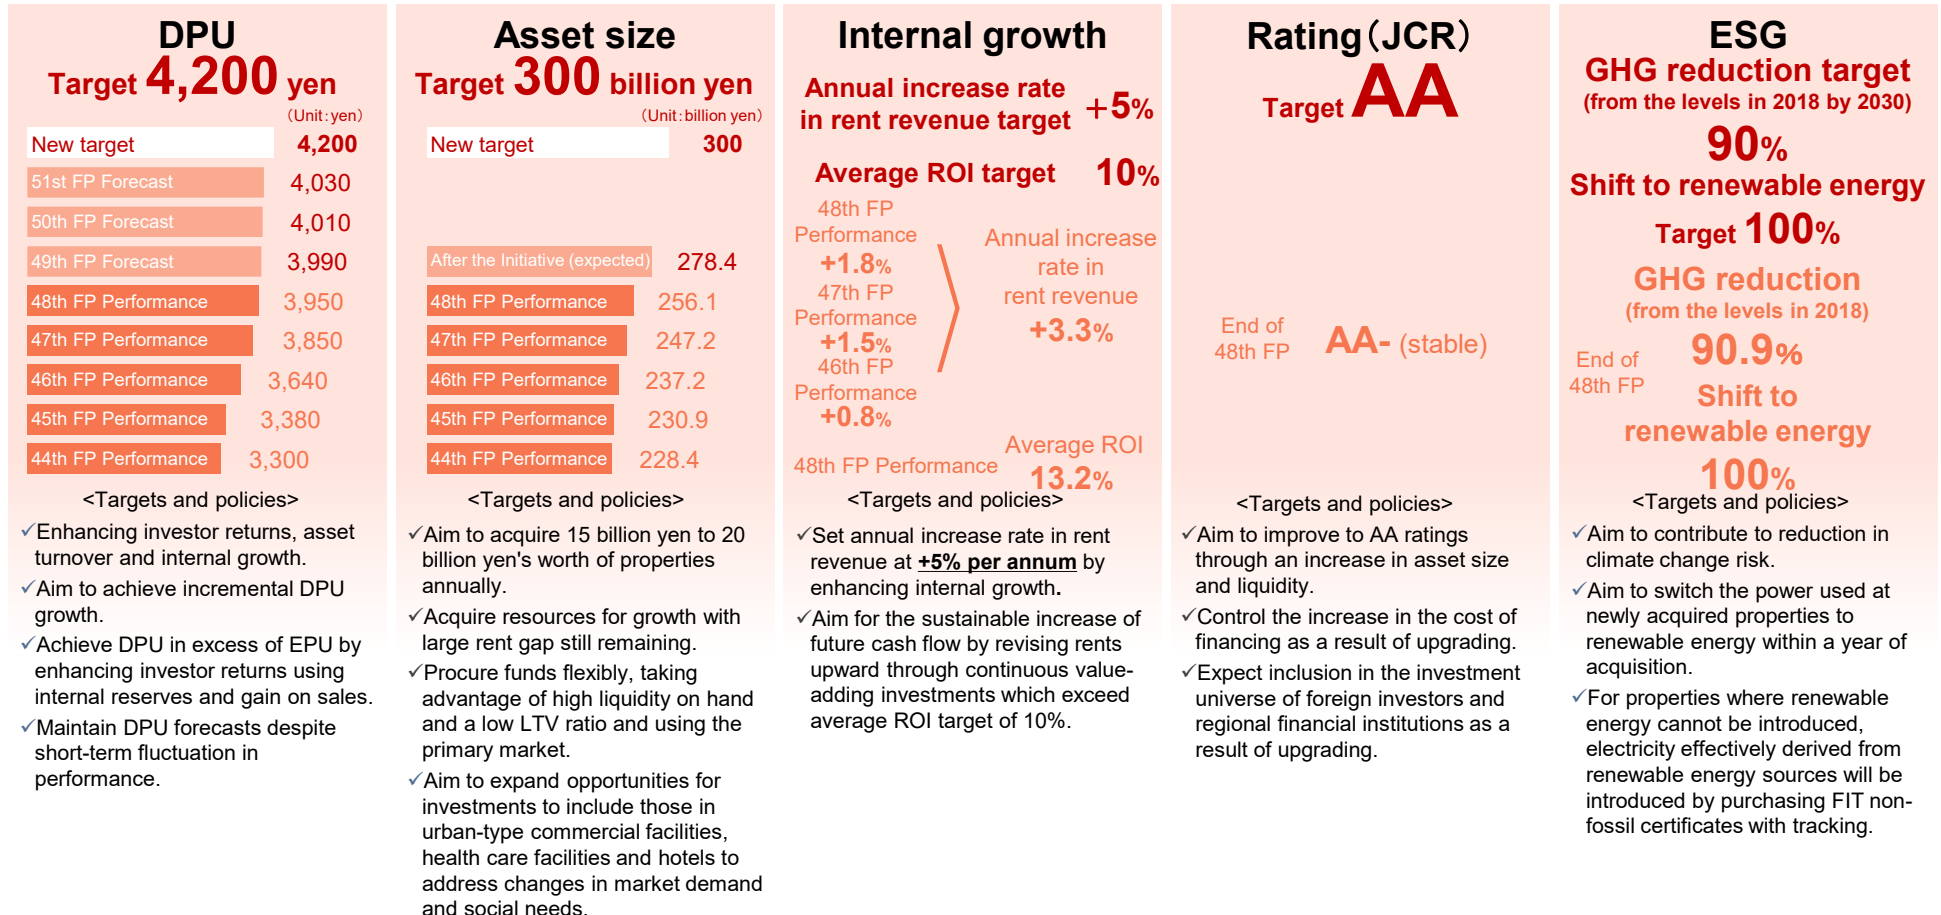 DPU
Target 4,200 yen
(Unit:yen)
New target 4,200
51st FP Forecast 4,030
50th FP Forecast 4,010
49th FP Forecast 3,990
48th FP Performance 3,950
47th FP Performance 3,850
46th FP Performance 3,640
45th FP Performance 3,380
44th FP Performance 3,300
<Targets and policies>
✓Enhancing investor returns, asset
turnover and internal growth.
✓Aim to achieve incremental DPU
growth.
✓Achieve DPU in excess of EPU by
enhancing investor returns using
internal reserves and gain on sales.
✓Maintain DPU forecasts despite
short-term fluctuation in
performance.
Asset size
Target 300 billion yen
(Unit:billion yen)
New target 300
After the Initiative (expected) 278.4
48th FP Performance 256.1
47th FP Performance 247.2
46th FP Performance 237.2
45th FP Performance 230.9
44th FP Performance 228.4
<Targets and policies>
✓Aim to acquire 15 billion yen to 20
billion yen's worth of properties
annually.
✓Acquire resources for growth with
large rent gap still remaining.
✓Procure funds flexibly, taking
advantage of high liquidity on hand
and a low LTV ratio and using the
primary market.
✓Aim to expand opportunities for
investments to include those in
urban-type commercial facilities,
health care facilities and hotels to
address changes in market demand
and social needs.
Internal growth
Annual increase rate
in rent revenue target +5%
Average ROI target 10%
48th FP
Performance
+1.8%
47th FP
Performance
+1.5%
46th FP
Performance
+0.8%
Annual increase
rate in
rent revenue
+3.3%
48th FP Performance
Average ROI
13.2%
<Targets and policies>
✓Set annual increase rate in rent
revenue at +5% per annum by
enhancing internal growth.
✓Aim for the sustainable increase of
future cash flow by revising rents
upward through continuous value-
adding investments which exceed
average ROI target of 10%.
Rating(JCR)
Target AA
End of
48th FP
AA- (stable)
<Targets and policies>
✓Aim to improve to AA ratings
through an increase in asset size
and liquidity.
✓Control the increase in the cost of
financing as a result of upgrading.
✓Expect inclusion in the investment
universe of foreign investors and
regional financial institutions as a
result of upgrading.
ESG
GHG reduction target
(from the levels in 2018 by 2030)
90%
Shift to renewable energy
Target 100%
GHG reduction
(from the levels in 2018)
End of
48th FP
90.9%
Shift to
renewable energy
100%
<Targets and policies>
✓Aim to contribute to reduction in
climate change risk.
✓Aim to switch the power used at
newly acquired properties to
renewable energy within a year of
acquisition.
✓For properties where renewable
energy cannot be introduced,
electricity effectively derived from
renewable energy sources will be
introduced by purchasing FIT non-
fossil certificates with tracking.